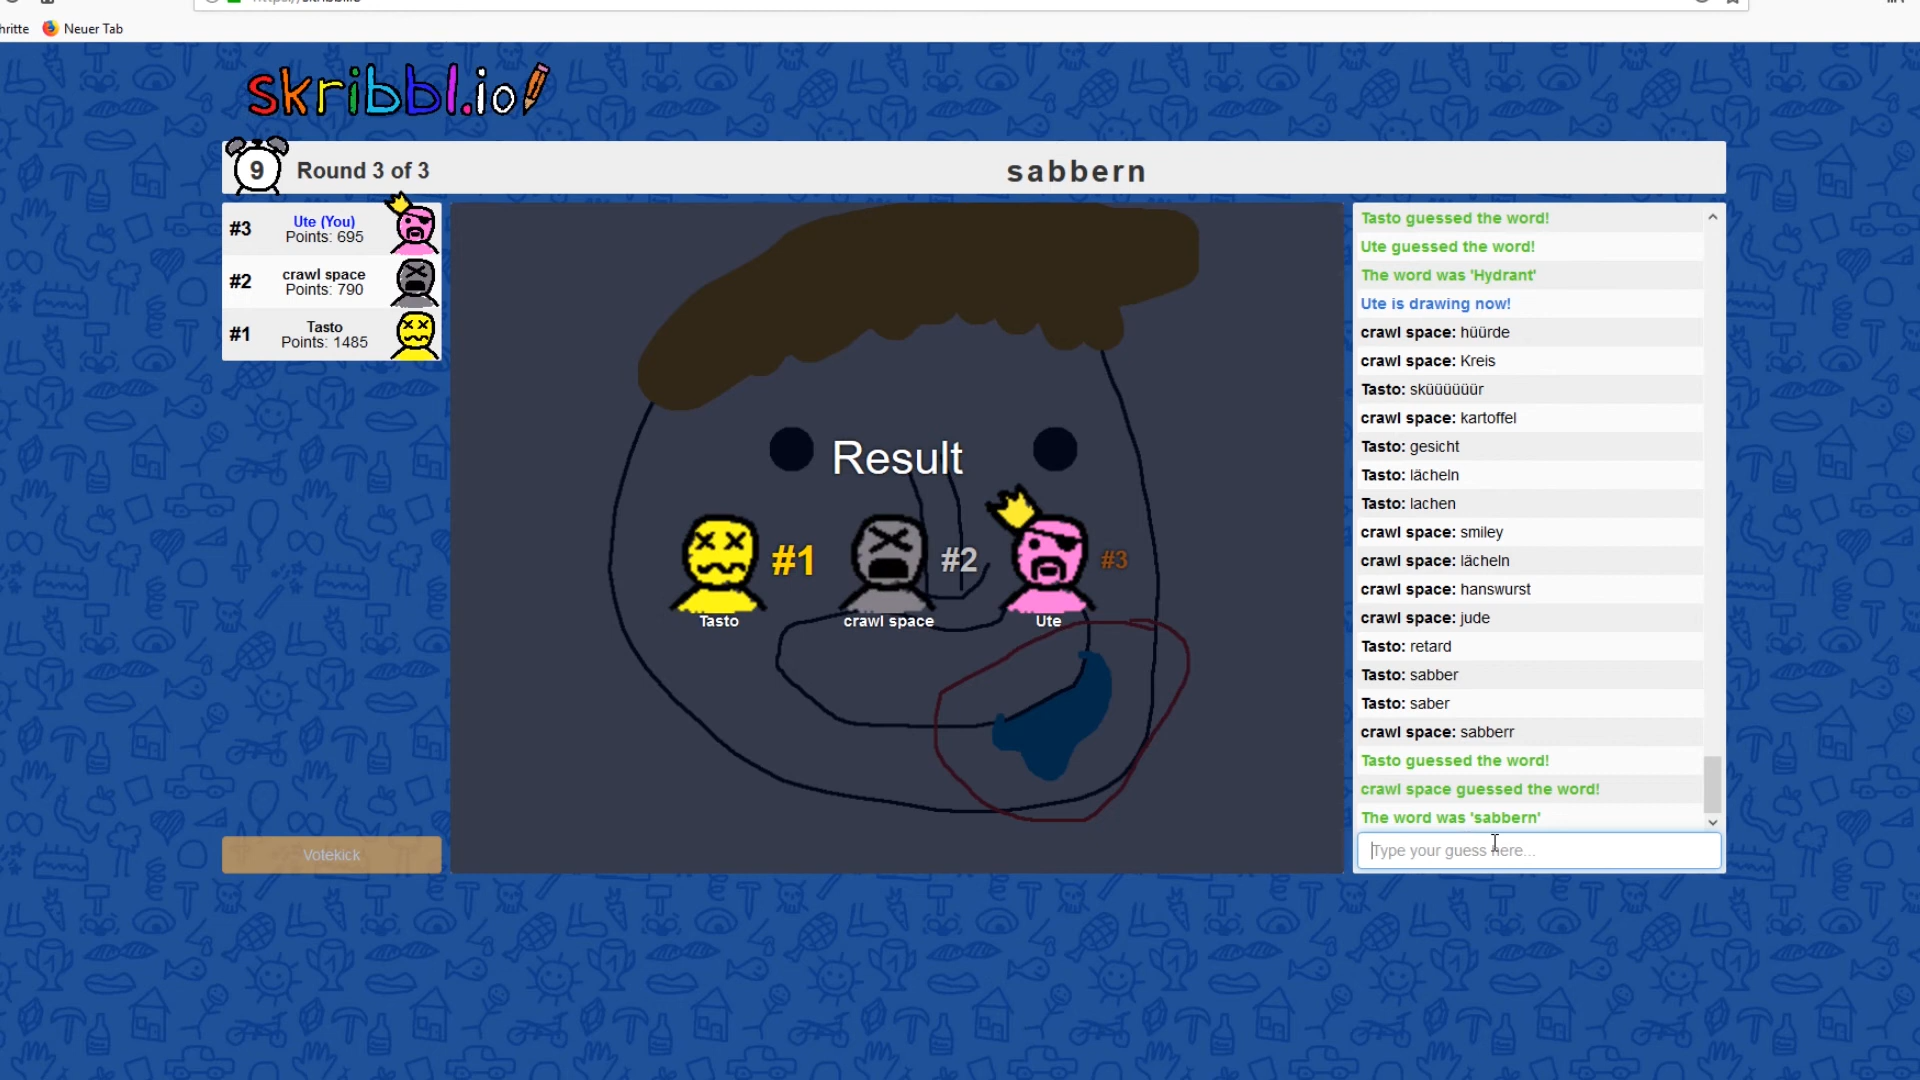 hritte Neuer Tab
skribbl.io
9 Round 3 of 3 sabbern
#3 Ute (You)
Points: 695
#2 crawl space
Points: 790
#1 Tasto
Points: 1485
Votekick
Result
#1 #2 #3
Tasto crawl space Ute
Tasto guessed the word!
Ute guessed the word!
The word was 'Hydrant'
Ute is drawing now!
crawl space: hüürde
crawl space: Kreis
Tasto: sküüüüüür
crawl space: kartoffel
Tasto: gesicht
Tasto: lächeln
Tasto: lachen
crawl space: smiley
crawl space: lächeln
crawl space: hanswurst
crawl space: jude
Tasto: retard
Tasto: sabber
Tasto: saber
crawl space: sabberr
Tasto guessed the word!
crawl space guessed the word!
The word was 'sabbern'
Type your guess here...